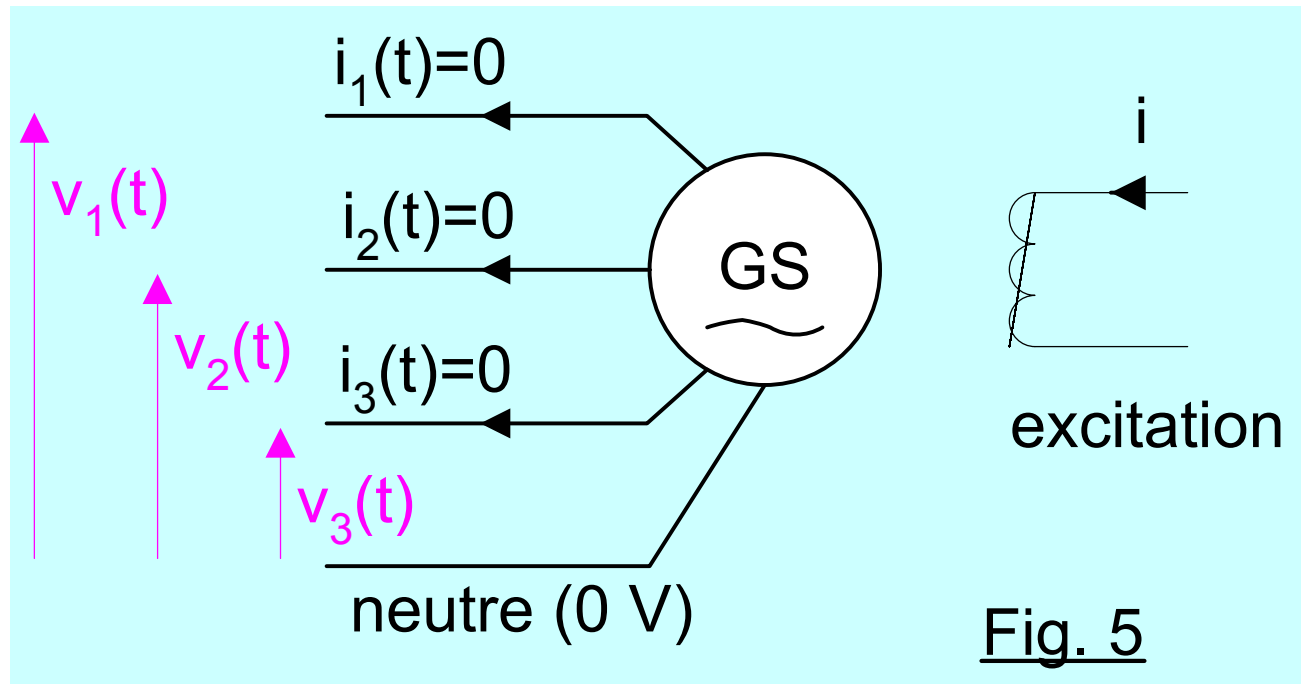 i₁(t)=0
i
v₁(t)
i₂(t)=0
GS
v₂(t)
i₃(t)=0
excitation
v₃(t)
neutre (0 V)
Fig. 5